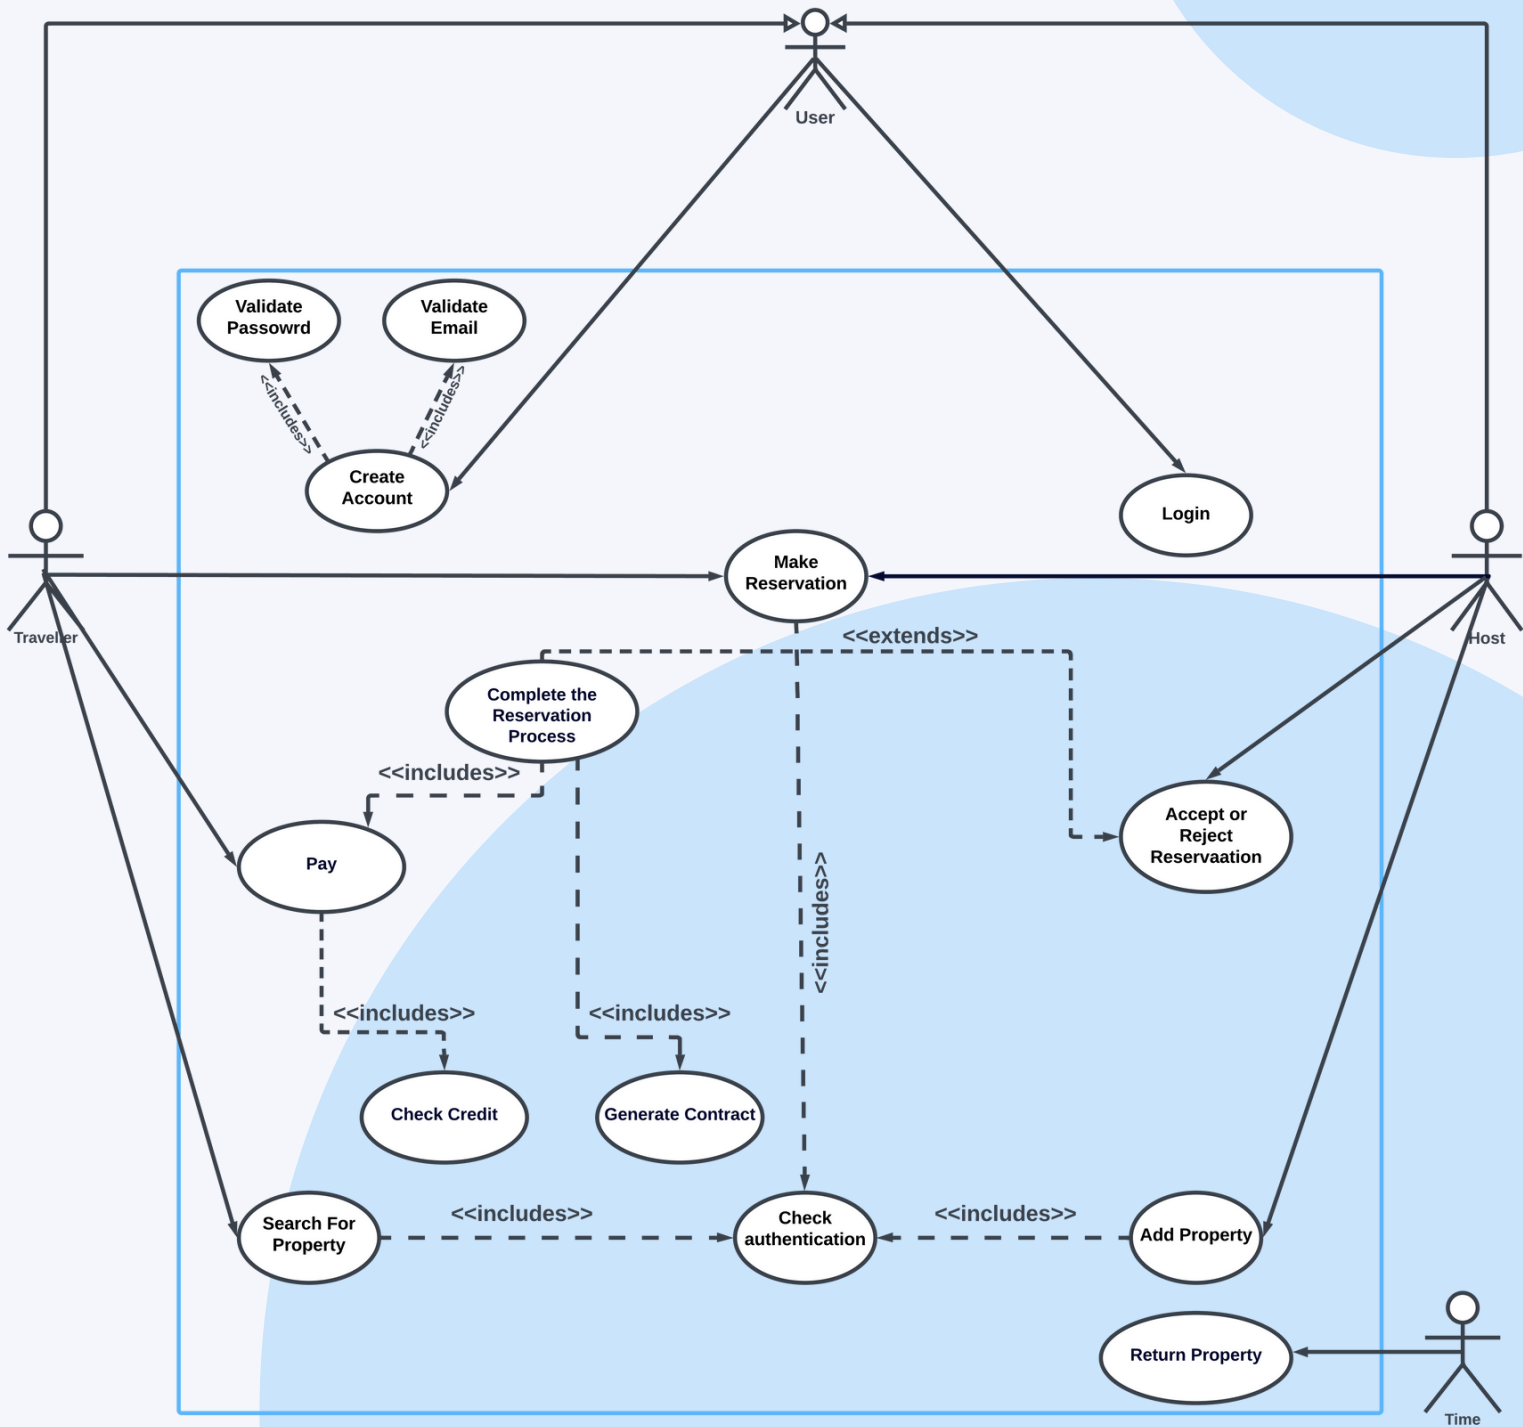 User
Validate
Passowrd
Validate
Email
<<includes>>
<<includes>>
Create
Account
Login
Make
Reservation
Traveller
Host
<<extends>>
Complete the
Reservation
Process
<<includes>>
Accept or
Reject
Reservaation
Pay
<<includes>>
<<includes>>
<<includes>>
Check Credit
Generate Contract
Search For
Property
<<includes>>
Check
authentication
<<includes>>
Add Property
Return Property
Time